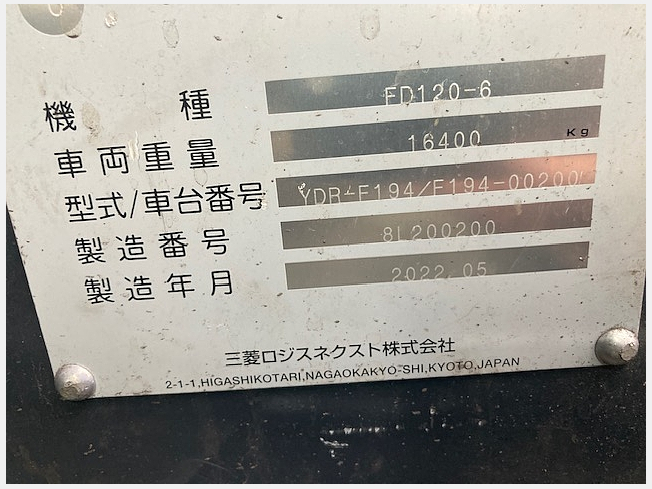 機種 FD120-6
車両重量 16400 Kg
型式/車台番号 YDR-F194/F194-00200
製造番号 8L200200
製造年月 2022.05
三菱ロジスネクスト株式会社
2-1-1,HIGASHIKOTARI,NAGAOKAKYO-SHI,KYOTO,JAPAN